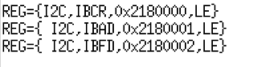 REG={I2C,IBCR,0x2180000,LE}
REG={ I2C,IBAD,0x2180001,LE}
REG={ I2C,IBFD,0x2180002,LE}